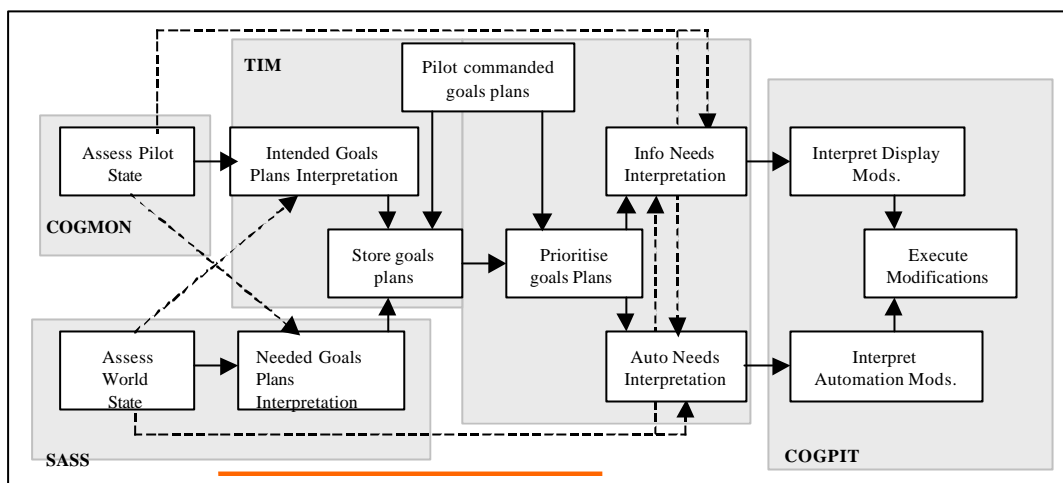 TIM
Pilot commanded
goals plans
Assess Pilot
State
COGMON
Intended Goals
Plans Interpretation
Info Needs
Interpretation
Interpret Display
Mods.
Store goals
plans
Prioritise
goals Plans
Execute
Modifications
Assess
World
State
Needed Goals
Plans
Interpretation
Auto Needs
Interpretation
Interpret
Automation Mods.
SASS
COGPIT